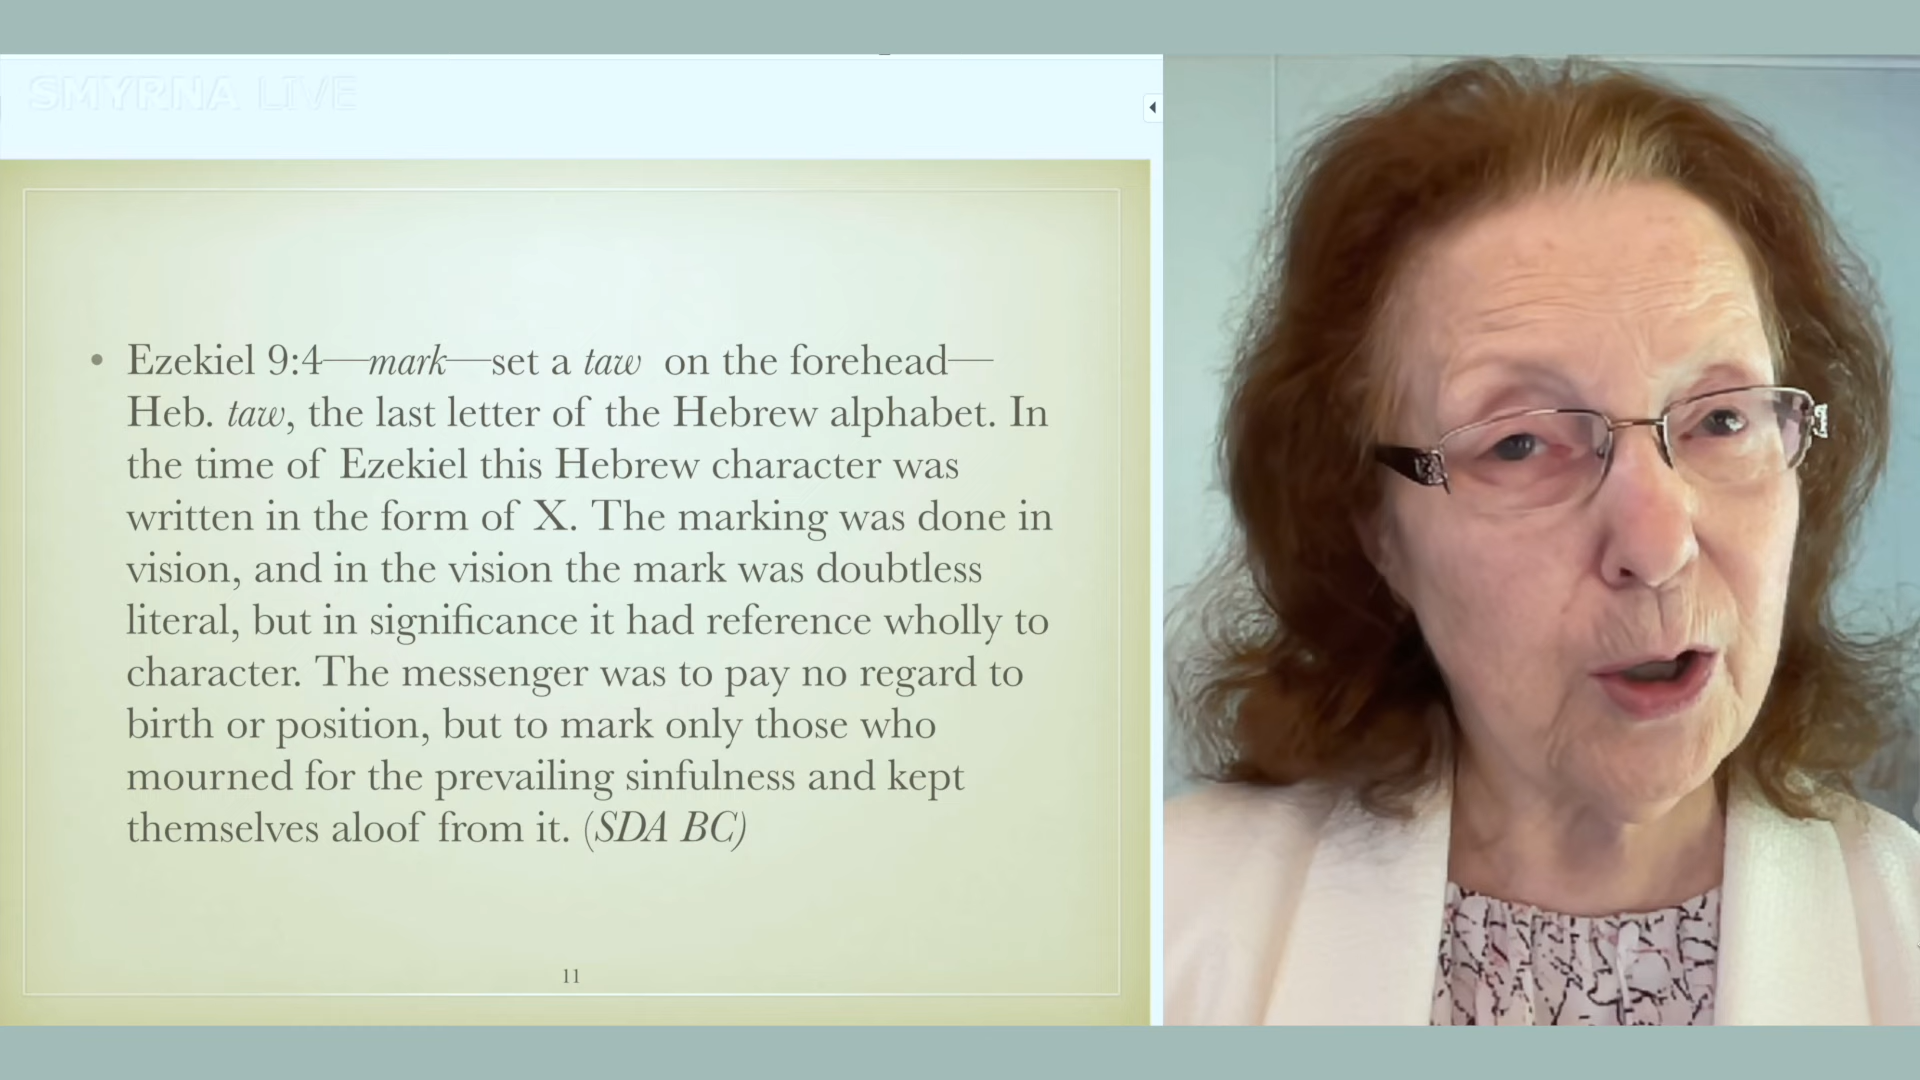 SMYRNA LIVE
• Ezekiel 9:4—mark—set a taw on the forehead—
Heb. taw, the last letter of the Hebrew alphabet. In
the time of Ezekiel this Hebrew character was
written in the form of X. The marking was done in
vision, and in the vision the mark was doubtless
literal, but in significance it had reference wholly to
character. The messenger was to pay no regard to
birth or position, but to mark only those who
mourned for the prevailing sinfulness and kept
themselves aloof from it. (SDA BC)
11